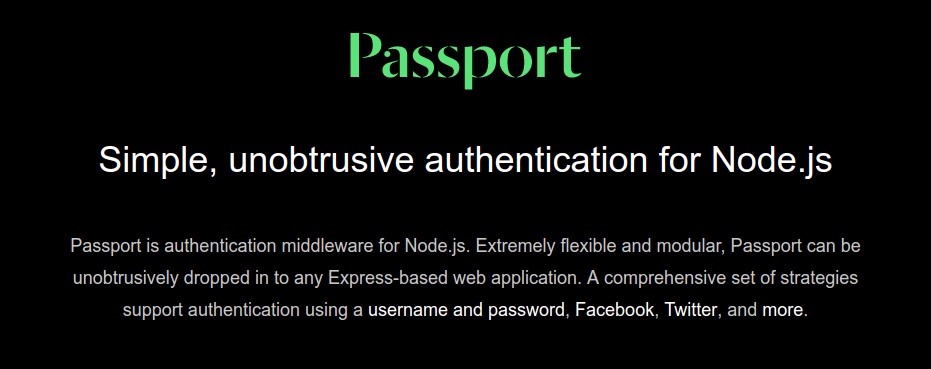 Passport
Simple, unobtrusive authentication for Node.js
Passport is authentication middleware for Node.js. Extremely flexible and modular, Passport can be
unobtrusively dropped in to any Express-based web application. A comprehensive set of strategies
support authentication using a username and password, Facebook, Twitter, and more.